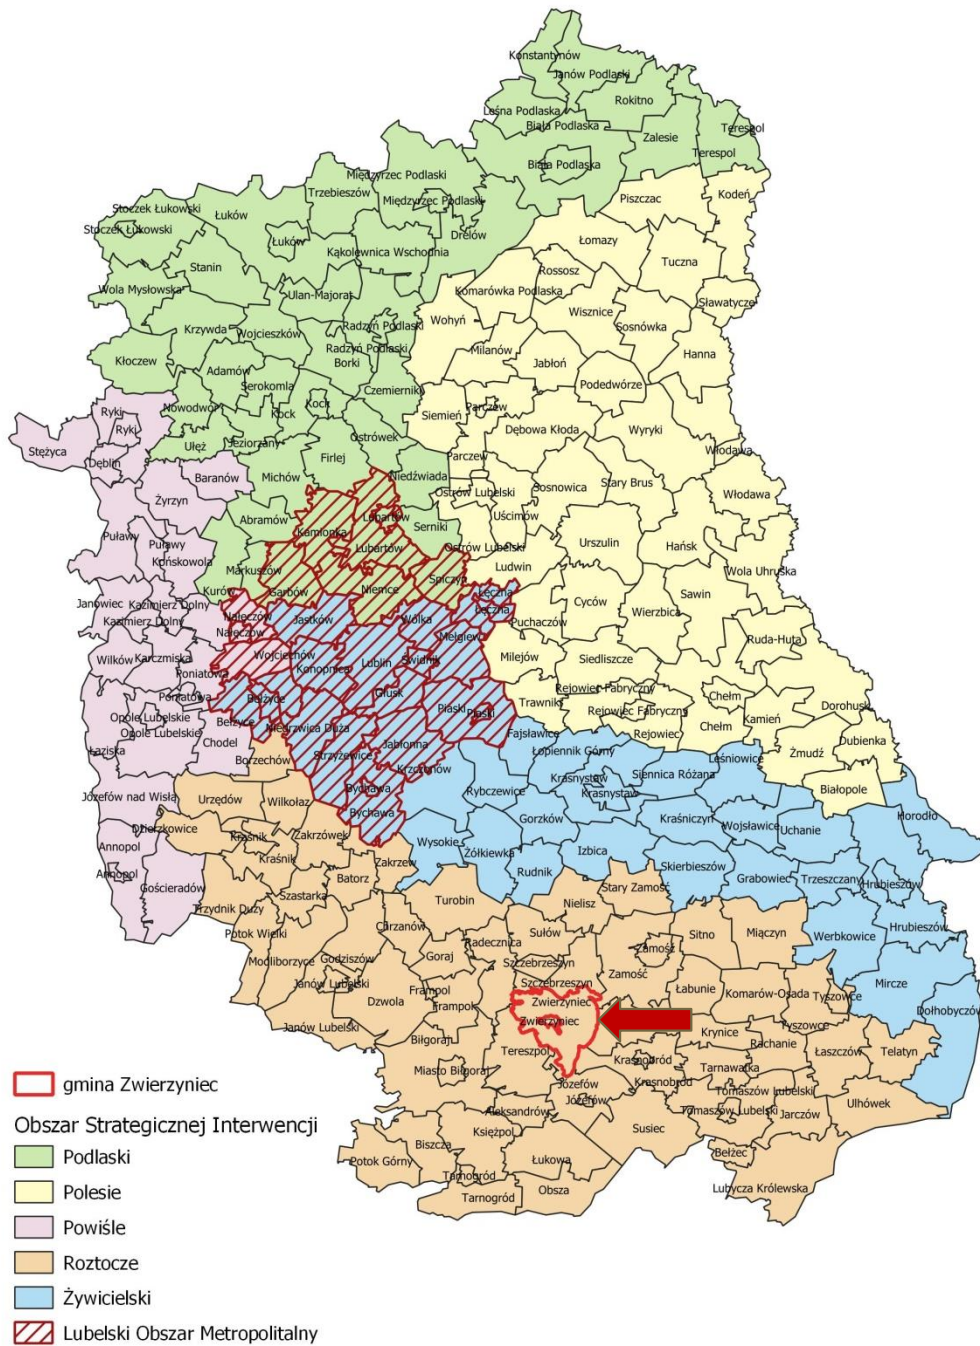 Konstantynów
Janów Podlaski
Rokitno
Leśna Podlaska
Biała Podlaska
Zalesie
Terespol
Terespol
Biała Podlaska
Międzyrzec Podlaski
Trzebieszów
Międzyrzec Podlaski
Piszczac
Kodeń
Stoczek Łukowski
Łuków
Stoczek Łukowski
Drelów
Łuków
Kąkolewnica Wschodnia
Łomazy
Stanin
Rossosz
Tuczna
Wola Mysłowska
Ulan-Majorat
Komarówka Podlaska
Sławatycze
Wisznice
Krzywda
Wojcieszków
Radzyń Podlaski
Wohyń
Sosnówka
Radzyń Podlaski
Milanów
Hanna
Kłoczew
Borki
Jabłoń
Adamów
Podedwórze
Serokomla
Czemierniki
Ryki
Nowodwór
Kock
Kock
Siemień
Parczew
Ryki
Ułęż
Jeziorzany
Ostrówek
Dębowa Kłoda
Wyryki
Stężyca
Dęblin
Firlej
Parczew
Włodawa
Baranów
Michów
Niedźwiada
Sosnowica
Stary Brus
Żyrzyn
Ostrów Lubelski
Włodawa
Abramów
Lubartów
Uścimów
Puławy
Kamionka
Serniki
Urszulin
Puławy
Lubartów
Ostrów Lubelski
Hańsk
Końskowola
Markuszów
Ludwin
Wola Uhruska
Kurów
Garbów
Niemce
Spiczyn
Łęczna
Sawin
Janowiec
Kazimierz Dolny
Nałęczów
Jastków
Wólka
Łęczna
Cyców
Wierzbica
Kazimierz Dolny
Nałęczów
Mełgiew
Puchaczów
Ruda-Huta
Wilków
Karczmiska
Wojciechów
Konopnica
Lublin
Świdnik
Milejów
Siedliszcze
Poniatowa
Poniatowa
Bełżyce
Głusk
Trawniki
Rejowiec Fabryczny
Chełm
Dorohusk
Opole Lubelskie
Piaski
Piaski
Rejowiec Fabryczny
Kamień
Opole Lubelskie
Bełżyce
Niedrzwica Duża
Fajsławice
Rejowiec
Chełm
Dubienka
Łaziska
Chodel
Strzyżewice
Jabłonna
Łopiennik Górny
Leśniowice
Żmudź
Borzechów
Krzczonów
Krasnystaw
Siennica Różana
Józefów nad Wisłą
Urzędów
Wilkołaz
Bychawa
Rybczewice
Krasnystaw
Białopole
Dzierzkowice
Bychawa
Gorzków
Kraśniczyn
Wojsławice
Uchanie
Horodło
Annopol
Kraśnik
Zakrzówek
Wysokie
Żółkiewka
Izbica
Kraśnik
Zakrzew
Rudnik
Skierbieszów
Grabowiec
Trzeszczany
Hrubieszów
Annopol
Gościeradów
Batorz
Szastarka
Turobin
Stary Zamość
Trzydnik Duży
Nielisz
Hrubieszów
Potok Wielki
Chrzanów
Radecznica
Sułów
Zamość
Sitno
Miączyn
Werbkowice
Modliborzyce
Godziszów
Goraj
Szczebrzeszyn
Zamość
Mircze
Janów Lubelski
Frampol
Szczebrzeszyn
Łabunie
Komarów-Osada
Tyszowce
Dołhobyczów
Dzwola
Frampol
Zwierzyniec
Janów Lubelski
Zwierzyniec
Krynice
Tyszowce
Biłgoraj
Rachanie
Tereszpol
Krasnobród
Łaszczów
Telatyn
Miasto Biłgoraj
Tarnawatka
Krasnobród
Józefów
Tomaszów Lubelski
Józefów
Tomaszów Lubelski
Jarczów
Ulhówek
Aleksandrów
Księżpol
Susiec
Biszcza
Bełżec
Potok Górny
Łukowa
Tarnogród
Lubycza Królewska
Tarnogród
Obsza
gmina Zwierzyniec
Obszar Strategicznej Interwencji
Podlaski
Polesie
Powiśle
Roztocze
Żywicielski
Lubelski Obszar Metropolitalny